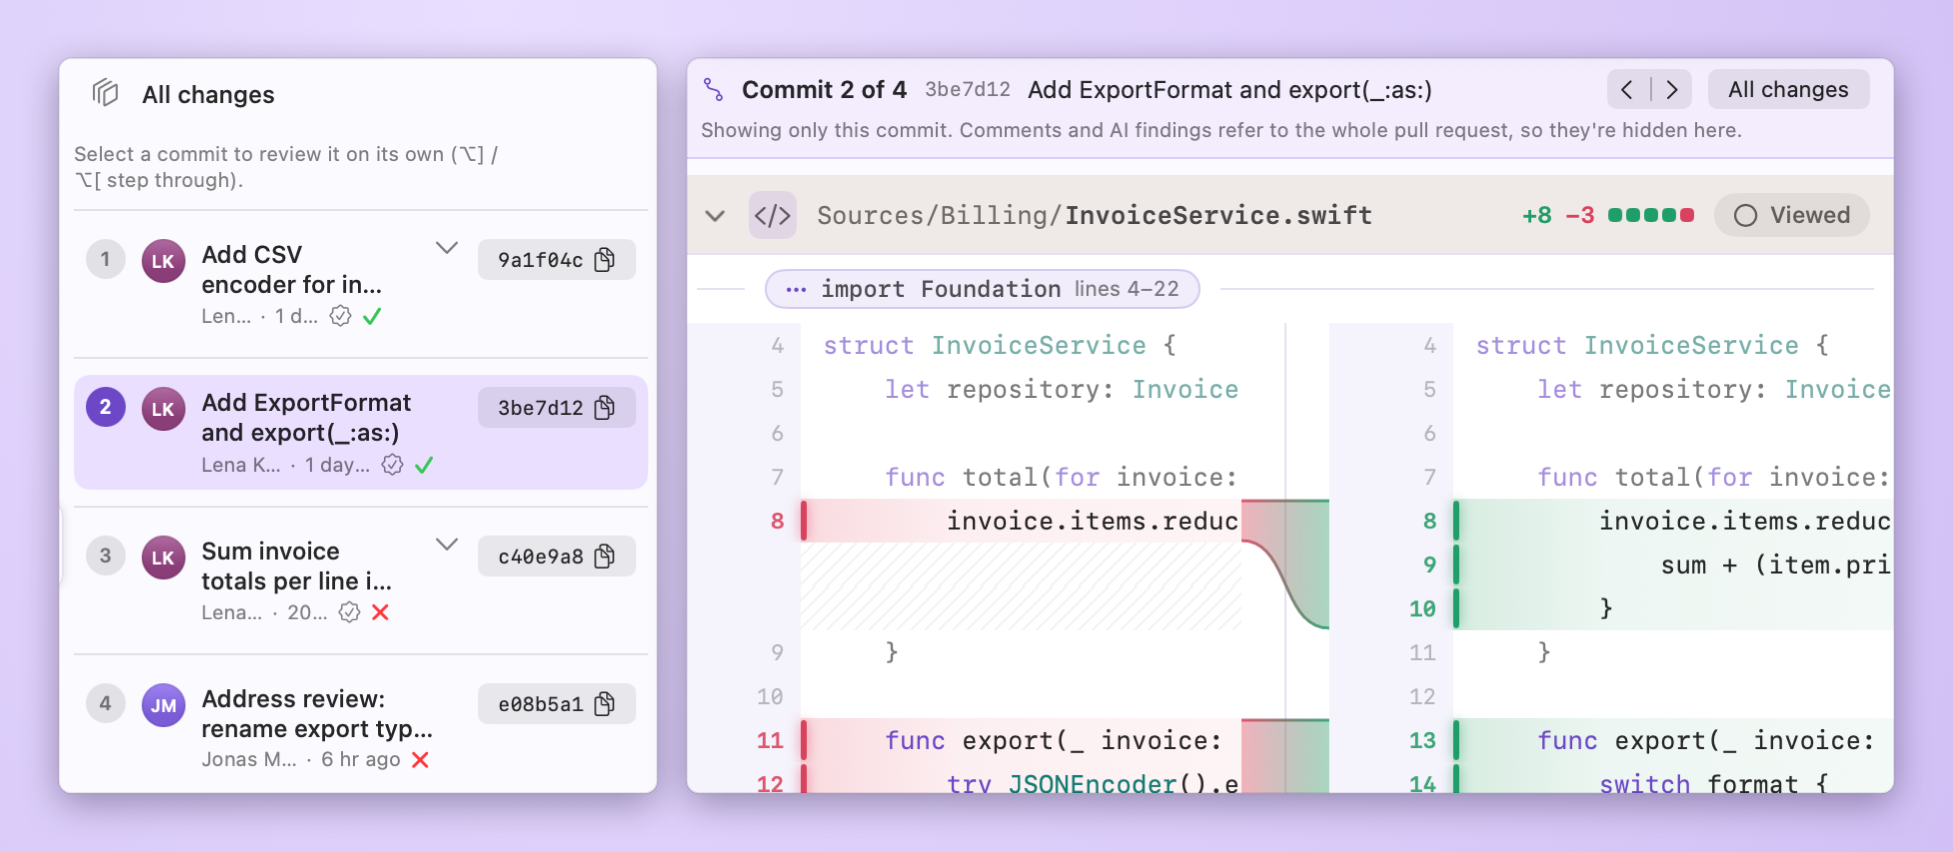 All changes
Select a commit to review it on its own (⌥] /
⌥[ step through).
1 LK Add CSV 9a1f04c
encoder for in...
Len... · 1 d...
2 LK Add ExportFormat 3be7d12
and export(_:as:)
Lena K... · 1 day...
3 LK Sum invoice c40e9a8
totals per line i...
Lena... · 20...
4 JM Address review: e08b5a1
rename export typ...
Jonas M... · 6 hr ago
Commit 2 of 4 3be7d12 Add ExportFormat and export(_:as:) < > All changes
Showing only this commit. Comments and AI findings refer to the whole pull request, so they're hidden here.
</> Sources/Billing/InvoiceService.swift +8 −3 Viewed
··· import Foundation lines 4–22
4 struct InvoiceService {
5 let repository: Invoice
6
7 func total(for invoice:
8 invoice.items.reduc
9 }
10
11 func export(_ invoice:
12 try JSONEncoder().e
4 struct InvoiceService {
5 let repository: Invoice
6
7 func total(for invoice:
8 invoice.items.reduc
9 sum + (item.pri
10 }
11 }
12
13 func export(_ invoice:
14 switch format {